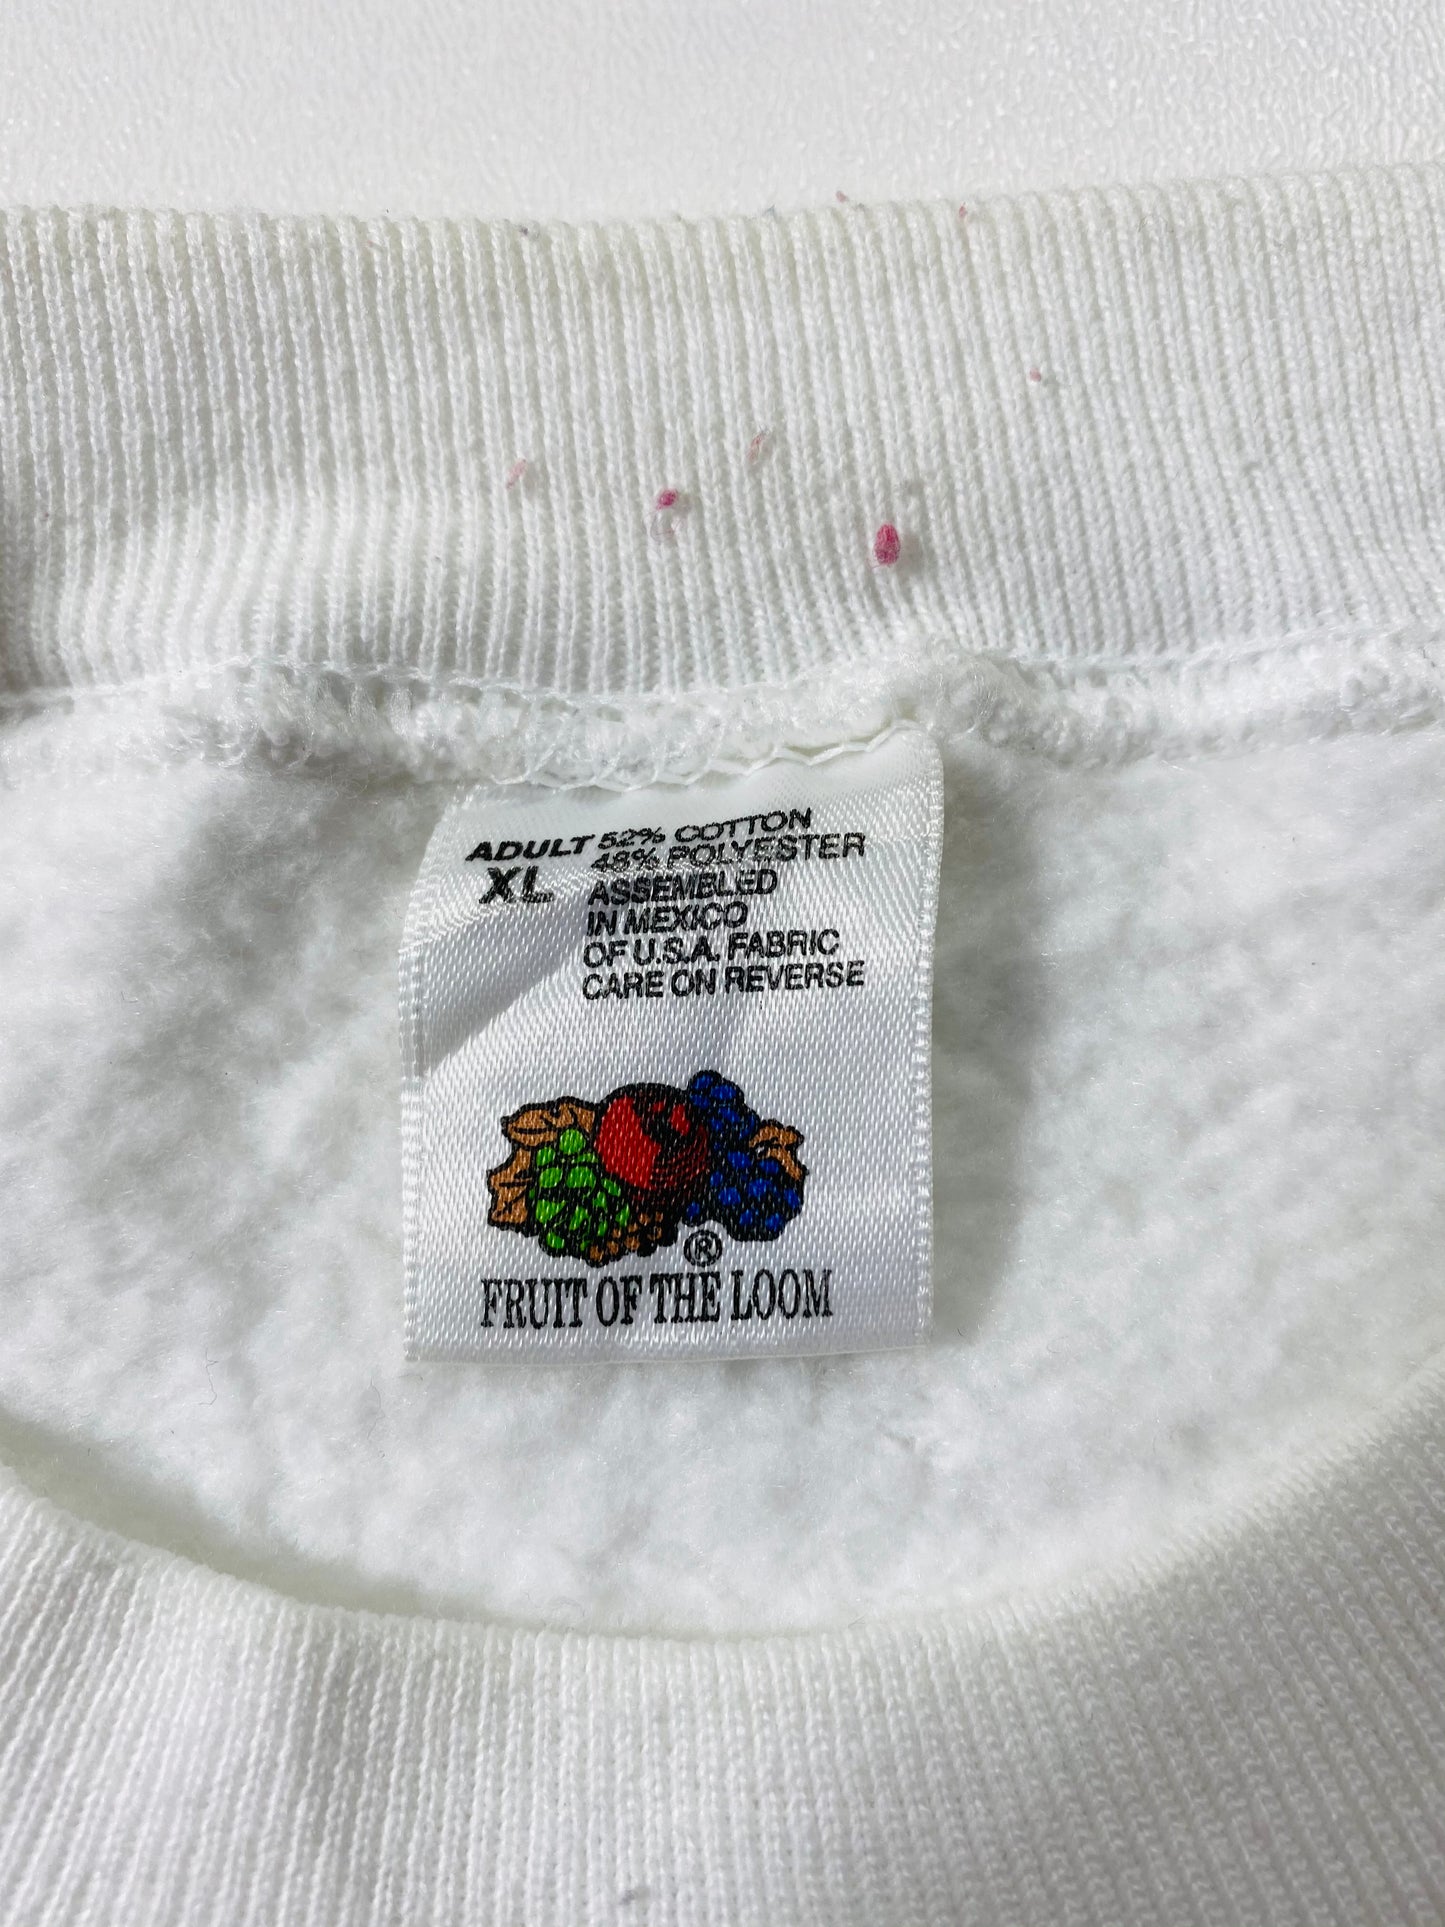 ADULT 52% COTTON
XL 48% POLYESTER
ASSEMBLED
IN MEXICO
OF U.S.A. FABRIC
CARE ON REVERSE
®
FRUIT OF THE LOOM